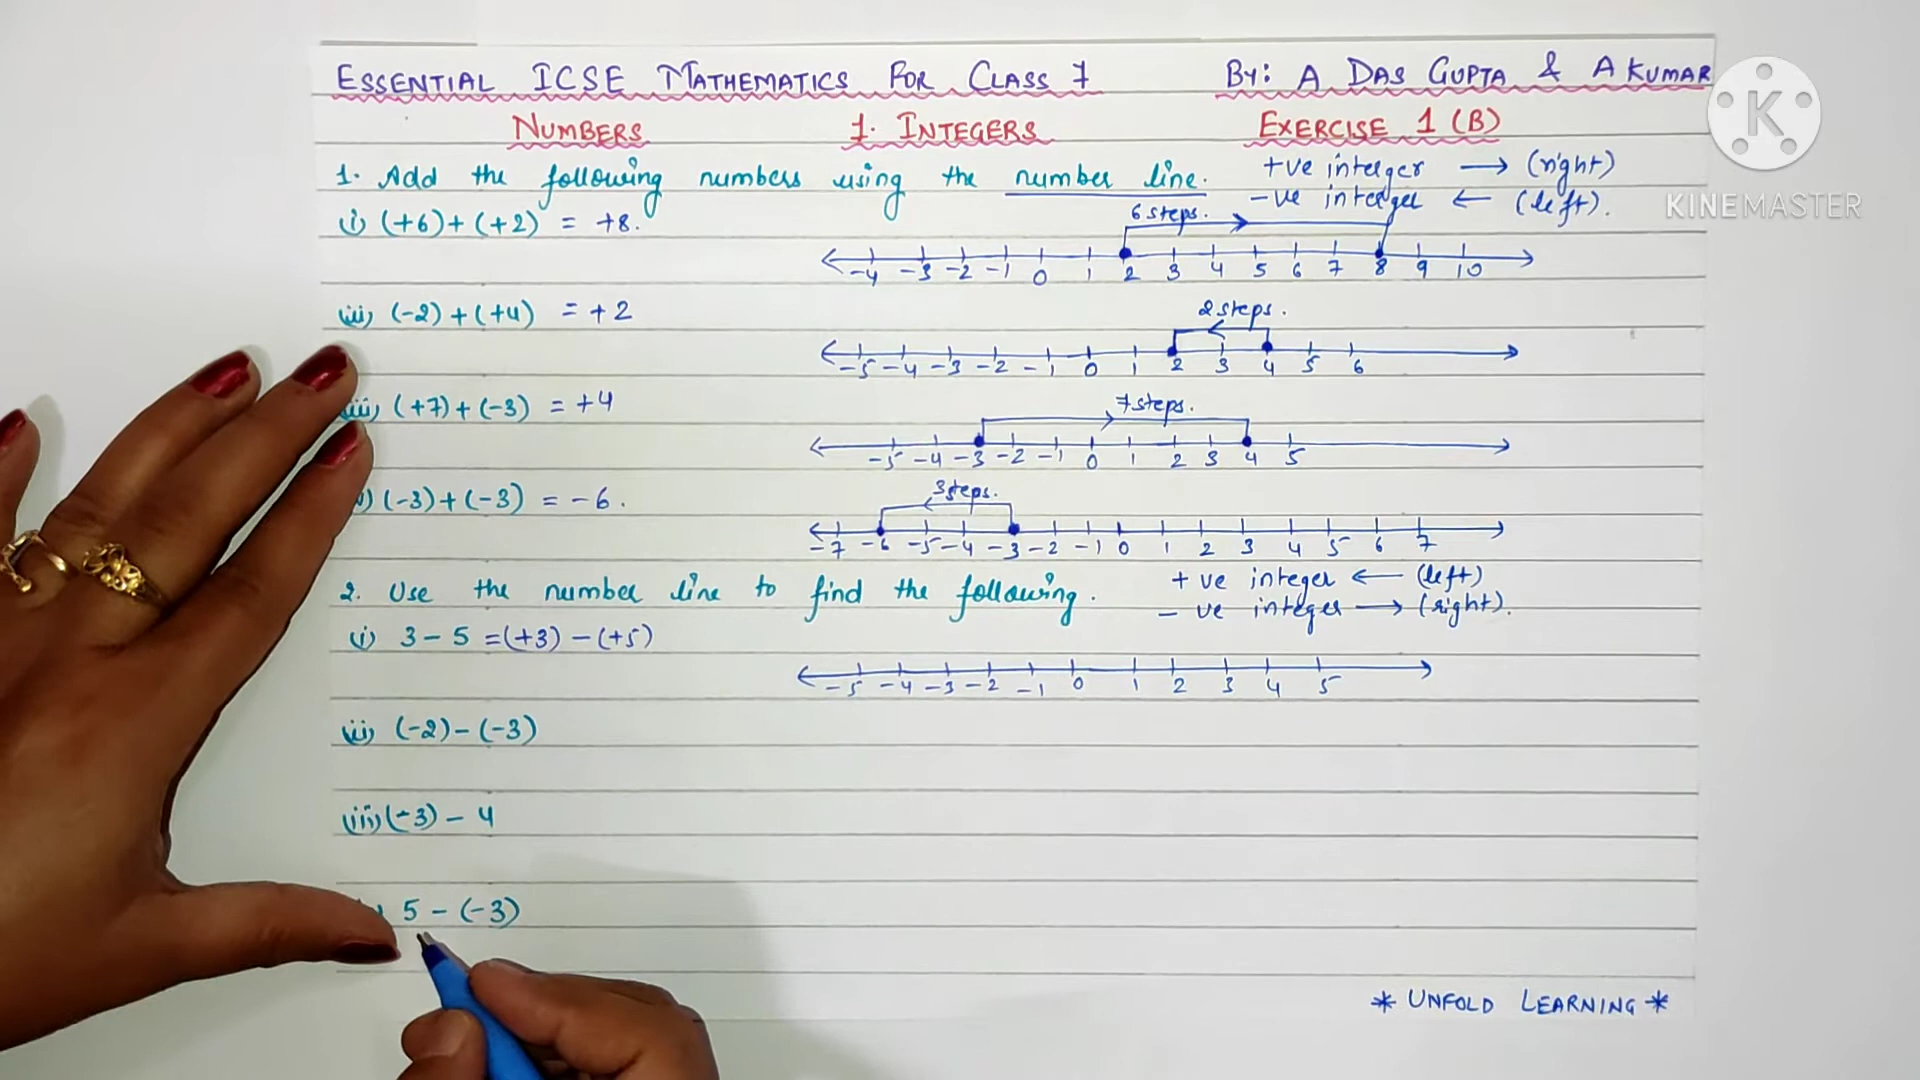 ESSENTIAL ICSE MATHEMATICS FOR CLASS 7 BY: A DAS GUPTA & A KUMAR
NUMBERS 1. INTEGERS EXERCISE 1 (B)
1. Add the following numbers using the number line. +ve interger → (right)
-ve interger ← (left).
(i) (+6)+(+2) = +8.
6 steps.
-4 -3 -2 -1 0 1 2 3 4 5 6 7 8 9 10
(ii) (-2)+(+4) = +2
2 steps.
-5 -4 -3 -2 -1 0 1 2 3 4 5 6
(iii) (+7)+(-3) = +4
7 steps.
-5 -4 -3 -2 -1 0 1 2 3 4 5
) (-3)+(-3) = -6.
3 steps.
-7 -6 -5 -4 -3 -2 -1 0 1 2 3 4 5 6 7
2. Use the number line to find the following. +ve integer ← (left)
- ve integer → (right).
(i) 3 - 5 = (+3) - (+5)
-5 -4 -3 -2 -1 0 1 2 3 4 5
(ii) (-2) - (-3)
(iii) (-3) - 4
5 - (-3)
* UNFOLD LEARNING *
K
KINEMASTER